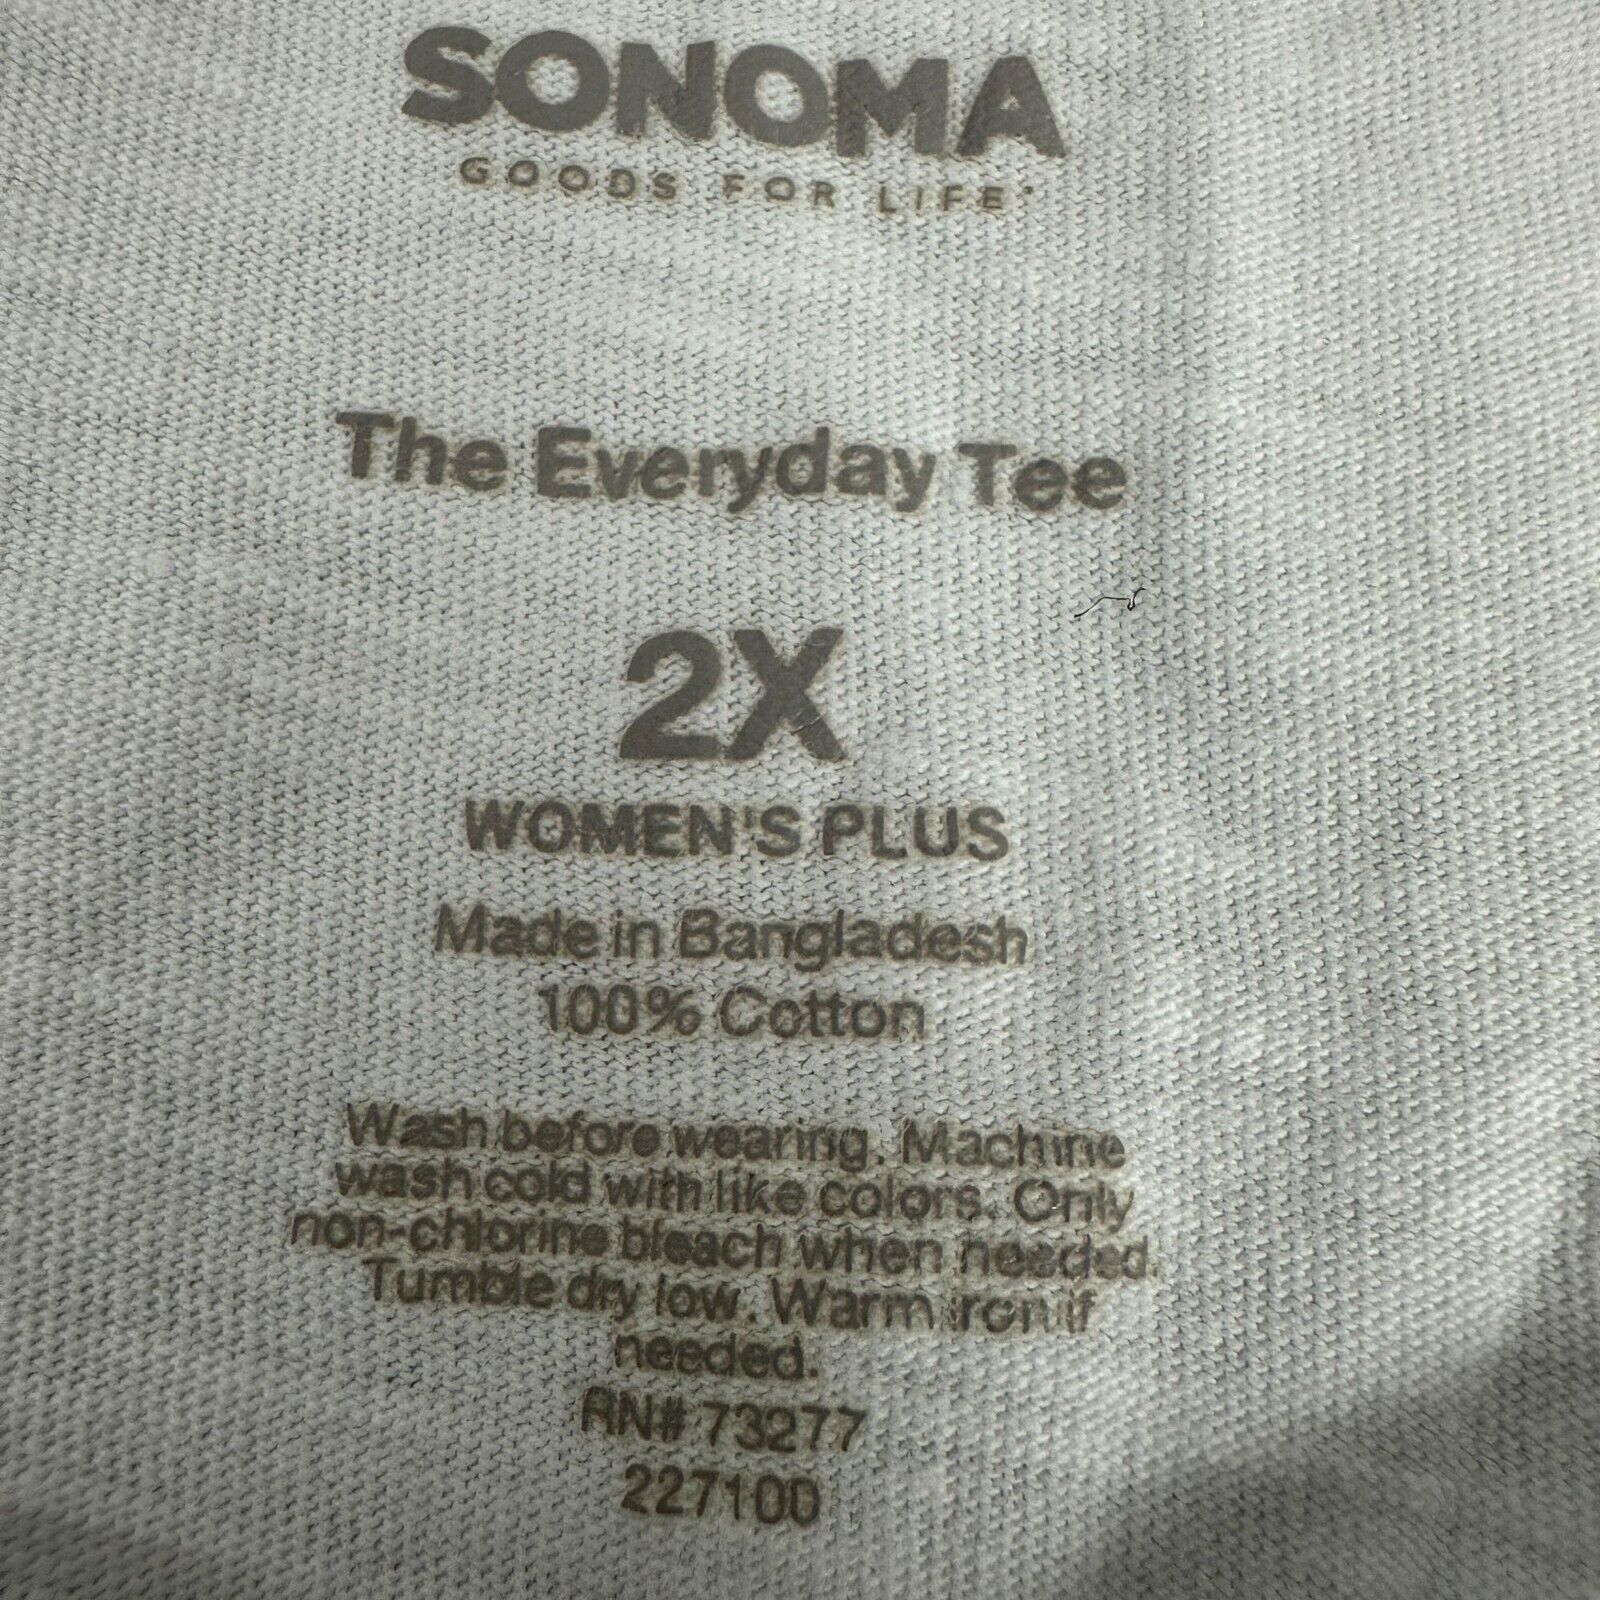 SONOMA
GOODS FOR LIFE
The Everyday Tee
2X
WOMEN'S PLUS
Made in Bangladesh
100% Cotton
Wash before wearing. Machine
wash cold with like colors. Only
non-chlorine bleach when needed.
Tumble dry low. Warm iron if
needed.
RN# 73277
227100